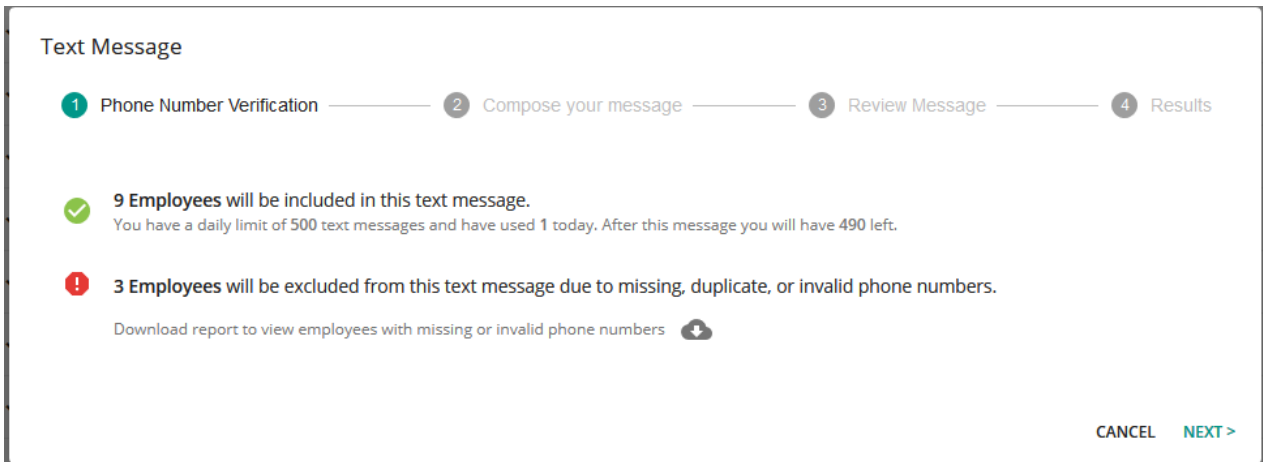 Text Message
1 Phone Number Verification 2 Compose your message 3 Review Message 4 Results
9 Employees will be included in this text message.
You have a daily limit of 500 text messages and have used 1 today. After this message you will have 490 left.
3 Employees will be excluded from this text message due to missing, duplicate, or invalid phone numbers.
Download report to view employees with missing or invalid phone numbers
CANCEL NEXT >